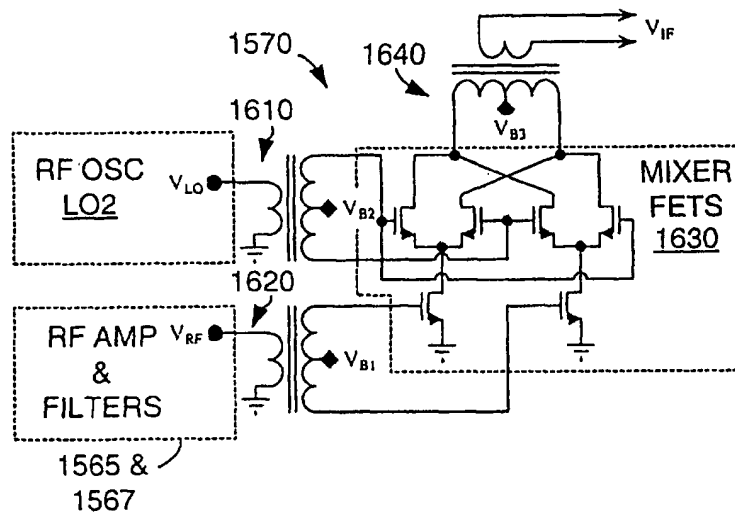 1570
1640
V_IF
V_B3
1610
RF OSC
LO2
V_LO
V_B2
MIXER
FETS
1630
1620
RF AMP
&
FILTERS
V_RF
V_B1
1565 &
1567